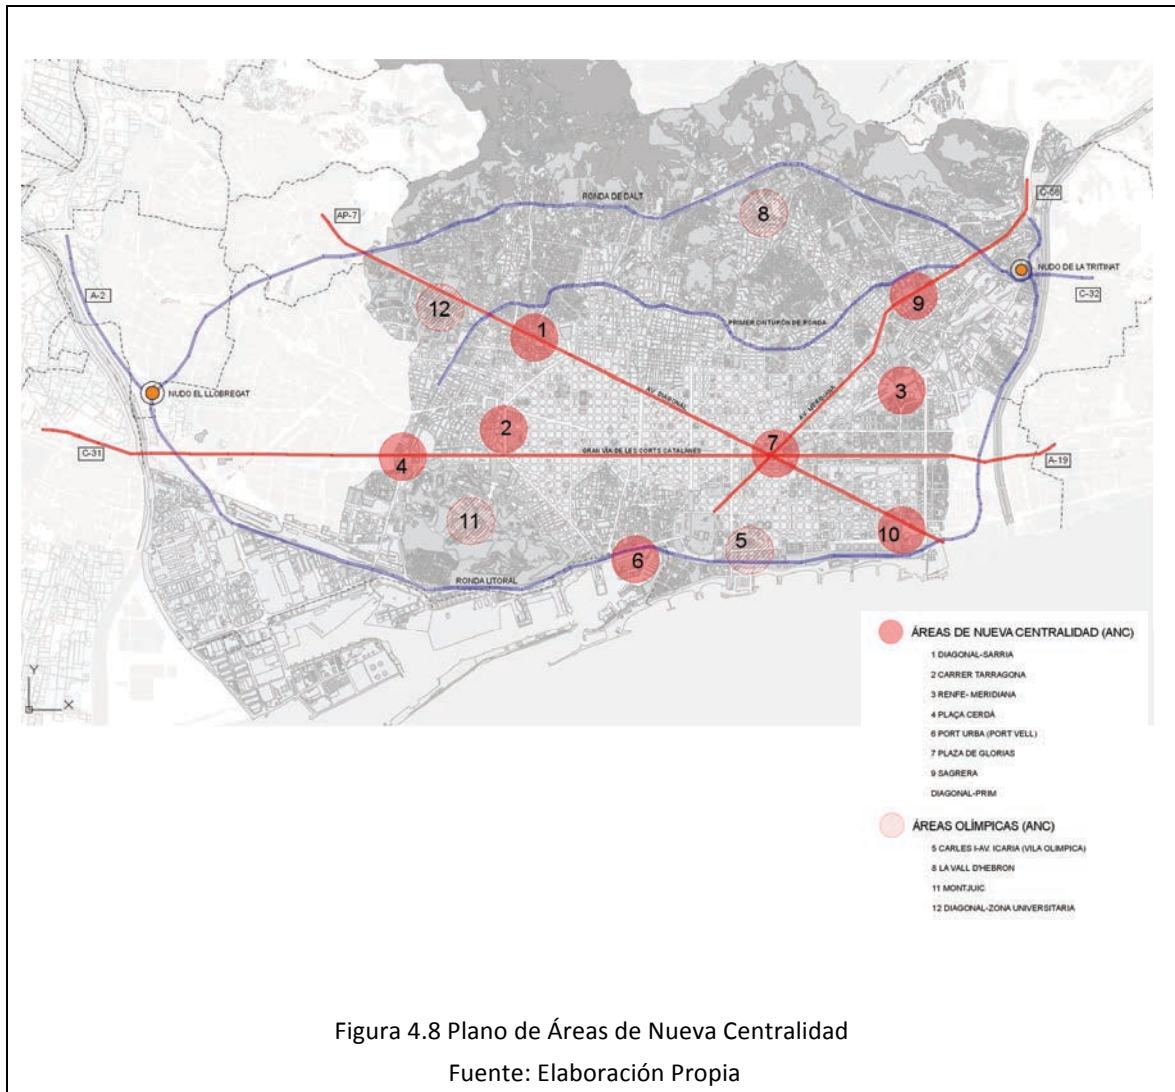 C-58
RONDA DE DALT
8
AP-7
NUDO DE LA TRITINAT
C-32
A-2
12
9
1
PRIMER CINTURÓN DE RONDA
NUDO EL LLOBREGAT
AV. DIAGONAL
AV. MERIDIANA
3
2
7
C-31
4
GRAN VÍA DE LES CORTS CATALANES
A-19
11
10
5
6
RONDA LITORAL
Y
X
ÁREAS DE NUEVA CENTRALIDAD (ANC)
1 DIAGONAL-SARRIA
2 CARRER TARRAGONA
3 RENFE- MERIDIANA
4 PLAÇA CERDÀ
6 PORT URBA (PORT VELL)
7 PLAZA DE GLORIAS
9 SAGRERA
DIAGONAL-PRIM
ÁREAS OLÍMPICAS (ANC)
5 CARLES I-AV. ICARIA (VILA OLIMPICA)
8 LA VALL D'HEBRON
11 MONTJUIC
12 DIAGONAL-ZONA UNIVERSITARIA
Figura 4.8 Plano de Áreas de Nueva Centralidad
Fuente: Elaboración Propia